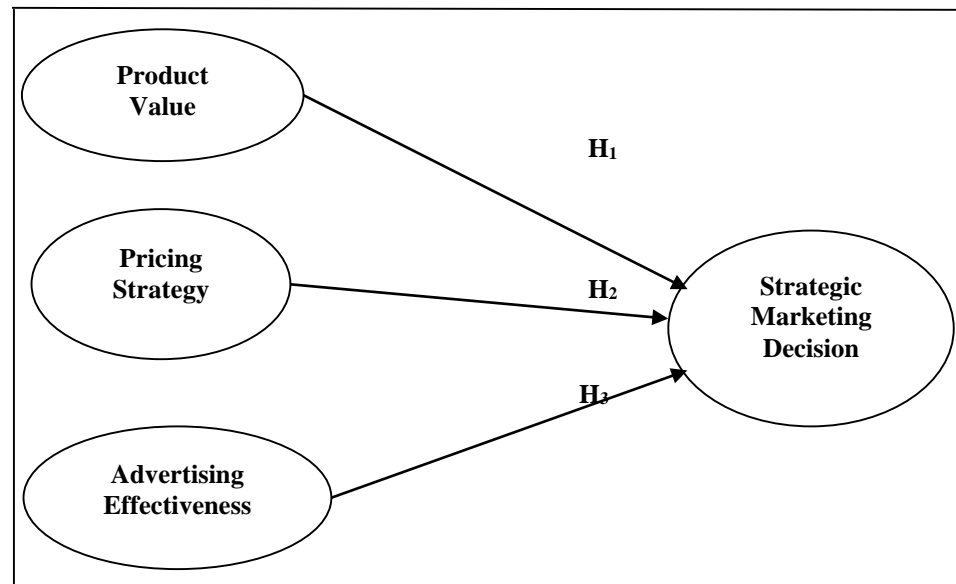 Product
Value
H₁
Pricing
Strategy
H₂
Strategic
Marketing
Decision
H₃
Advertising
Effectiveness